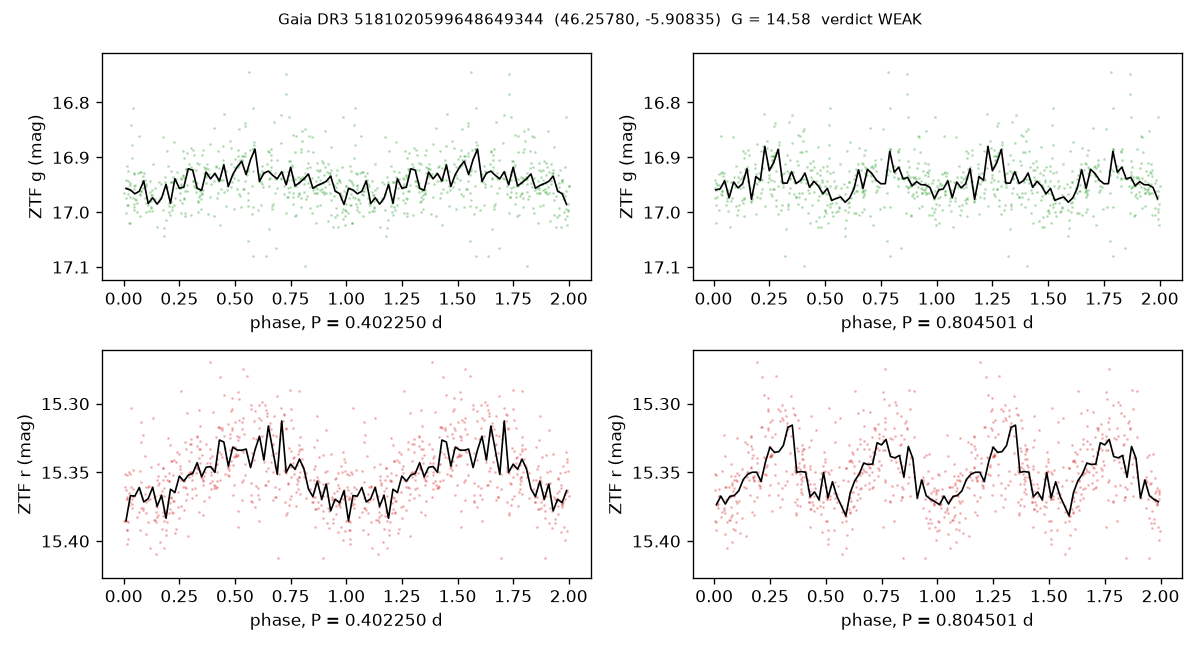 Gaia DR3 5181020599648649344  (46.25780, -5.90835)  G = 14.58  verdict WEAK
ZTF g (mag)
16.8
16.9
17.0
17.1
0.00 0.25 0.50 0.75 1.00 1.25 1.50 1.75 2.00
phase, P = 0.402250 d
ZTF g (mag)
16.8
16.9
17.0
17.1
0.00 0.25 0.50 0.75 1.00 1.25 1.50 1.75 2.00
phase, P = 0.804501 d
ZTF r (mag)
15.30
15.35
15.40
0.00 0.25 0.50 0.75 1.00 1.25 1.50 1.75 2.00
phase, P = 0.402250 d
ZTF r (mag)
15.30
15.35
15.40
0.00 0.25 0.50 0.75 1.00 1.25 1.50 1.75 2.00
phase, P = 0.804501 d